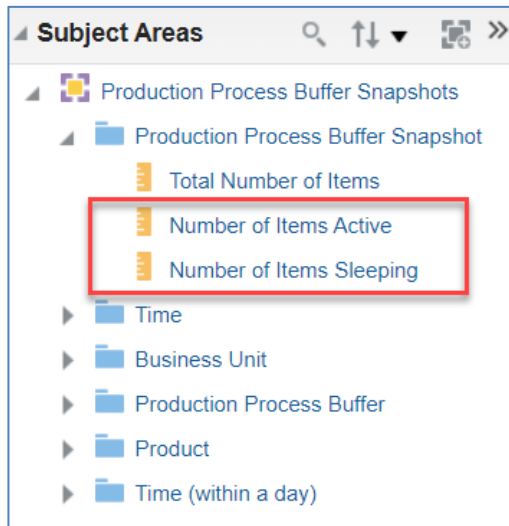 Subject Areas
Production Process Buffer Snapshots
Production Process Buffer Snapshot
Total Number of Items
Number of Items Active
Number of Items Sleeping
Time
Business Unit
Production Process Buffer
Product
Time (within a day)